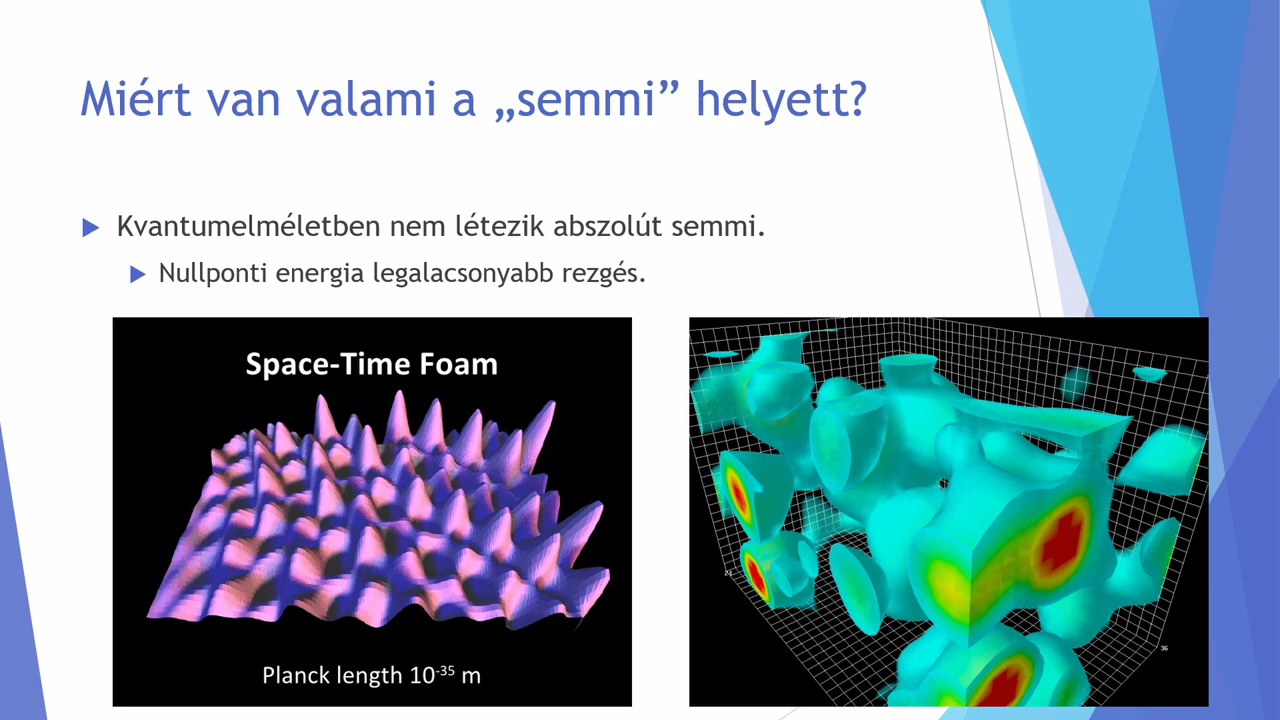 Miért van valami a „semmi” helyett?
Kvantumelméletben nem létezik abszolút semmi.
Nullponti energia legalacsonyabb rezgés.
Space-Time Foam
Planck length 10⁻³⁵ m
36